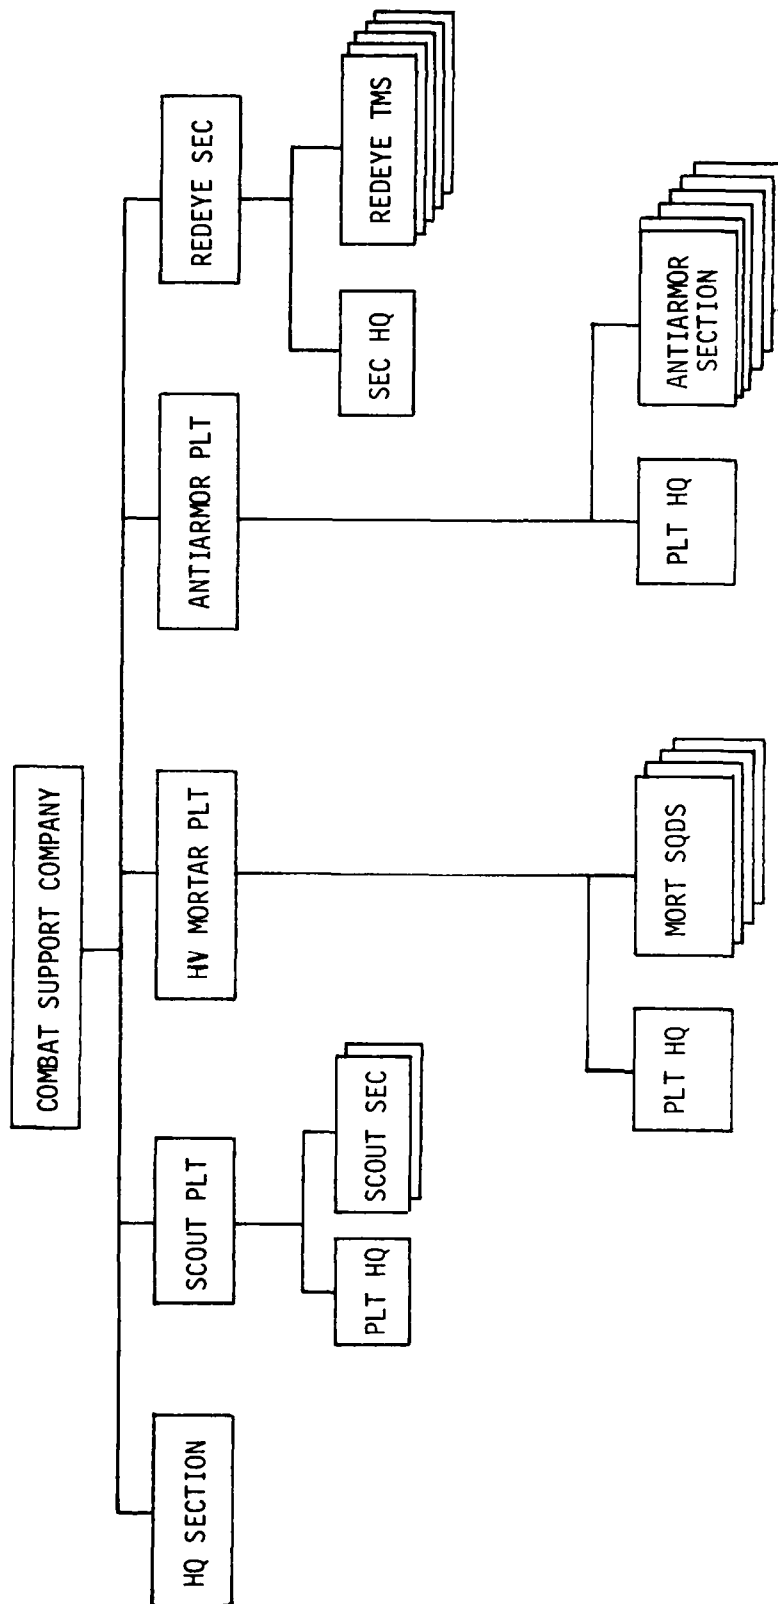 COMBAT SUPPORT COMPANY
HQ SECTION
SCOUT PLT
HV MORTAR PLT
ANTIARMOR PLT
REDEYE SEC
PLT HQ
SCOUT SEC
SEC HQ
REDEYE TMS
PLT HQ
MORT SQDS
PLT HQ
ANTIARMOR
SECTION